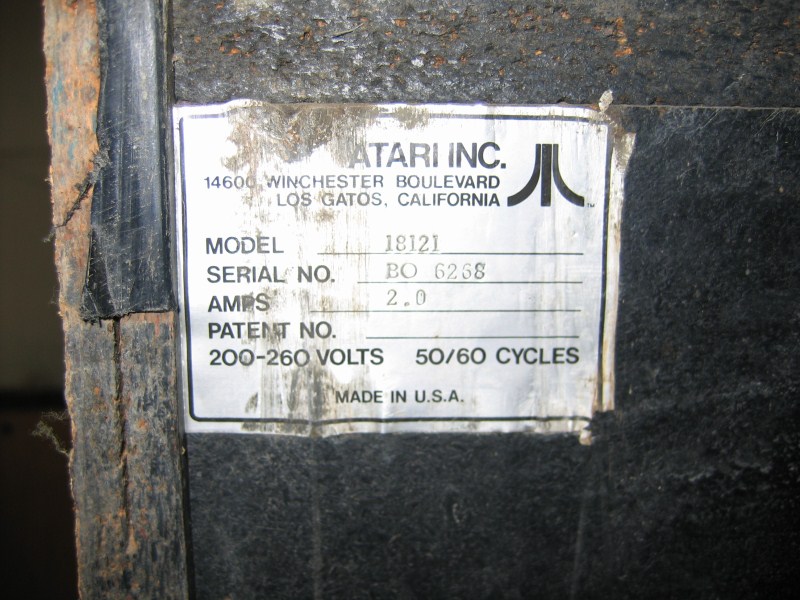 ATARI INC.
14600 WINCHESTER BOULEVARD
LOS GATOS, CALIFORNIA
TM
MODEL 18121
SERIAL NO. BO 6268
AMPS 2.0
PATENT NO.
200-260 VOLTS 50/60 CYCLES
MADE IN U.S.A.